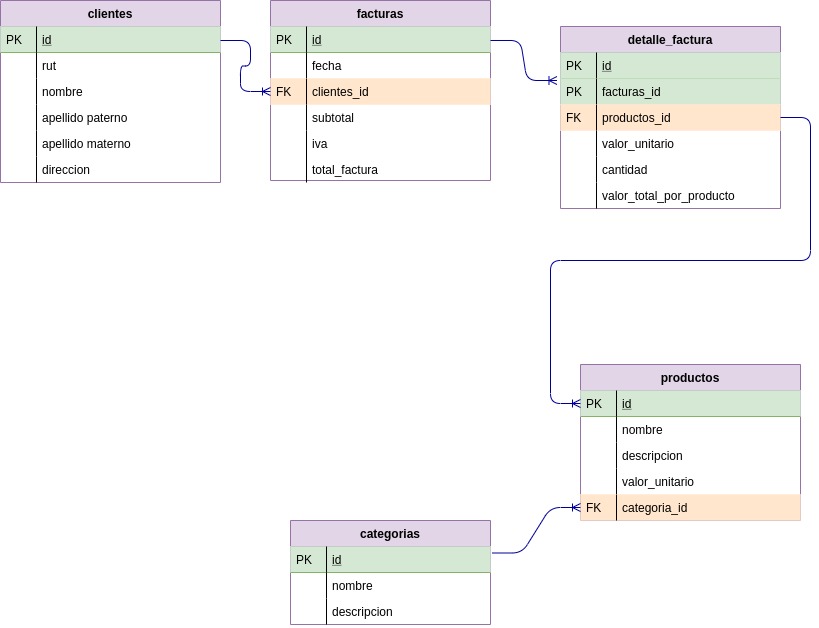 clientes
PK id
rut
nombre
apellido paterno
apellido materno
direccion
facturas
PK id
fecha
FK clientes_id
subtotal
iva
total_factura
detalle_factura
PK id
PK facturas_id
FK productos_id
valor_unitario
cantidad
valor_total_por_producto
productos
PK id
nombre
descripcion
valor_unitario
FK categoria_id
categorias
PK id
nombre
descripcion